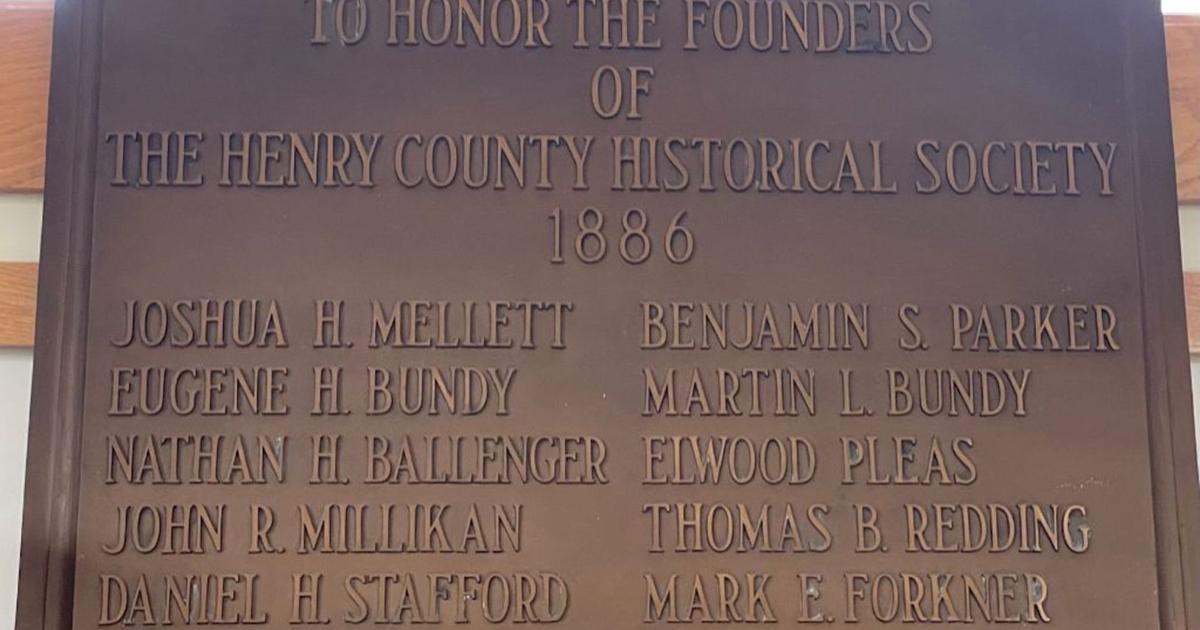 TO HONOR THE FOUNDERS
OF
THE HENRY COUNTY HISTORICAL SOCIETY
1886
JOSHUA H. MELLETT BENJAMIN S. PARKER
EUGENE H. BUNDY MARTIN L. BUNDY
NATHAN H. BALLENGER ELWOOD PLEAS
JOHN R. MILLIKAN THOMAS B. REDDING
DANIEL H. STAFFORD MARK E. FORKNER